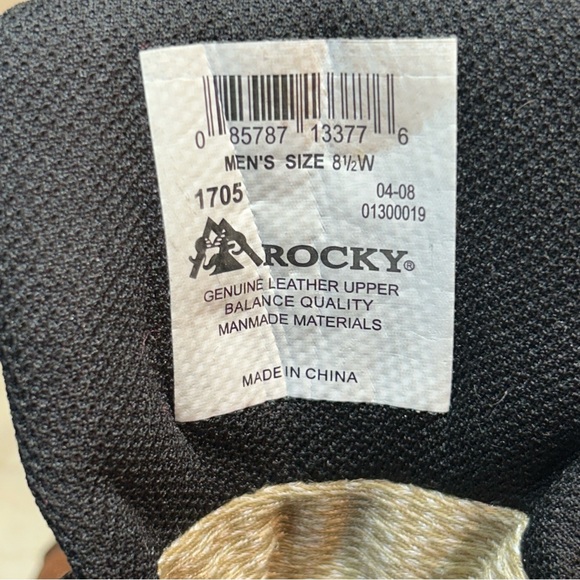 0 85787 13377 6
MEN'S SIZE 8½W
1705
04-08
01300019
ROCKY®
GENUINE LEATHER UPPER
BALANCE QUALITY
MANMADE MATERIALS
MADE IN CHINA